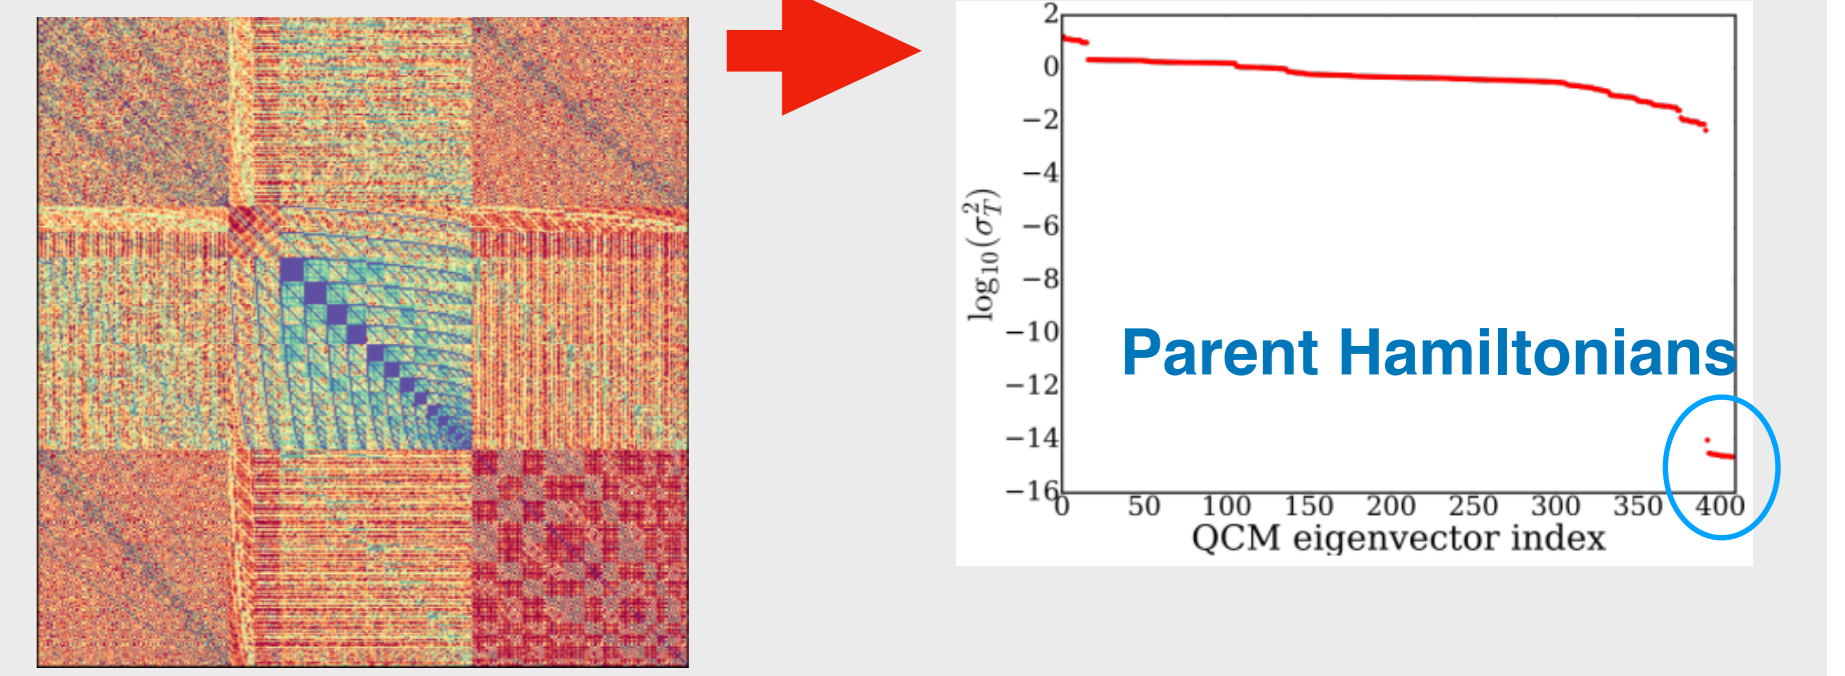 2
0
−2
−4
−6
−8
−10
−12
−14
−16
log₁₀(σ²_T)
Parent Hamiltonians
0 50 100 150 200 250 300 350 400
QCM eigenvector index